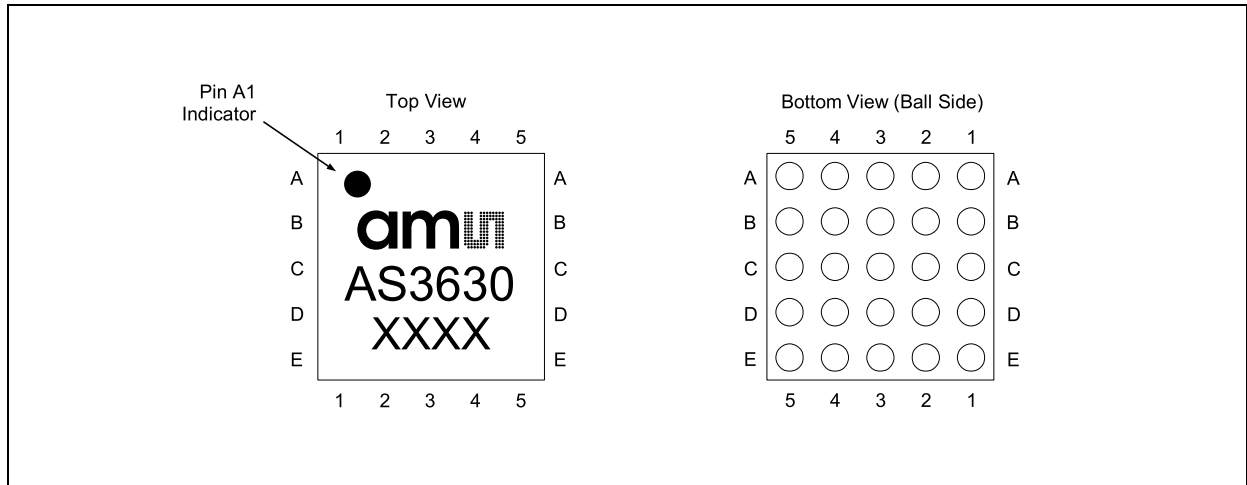 Pin A1
Indicator
Top View
1 2 3 4 5
A A
B B
C C
D D
E E
am
AS3630
XXXX
1 2 3 4 5
Bottom View (Ball Side)
5 4 3 2 1
A A
B B
C C
D D
E E
5 4 3 2 1